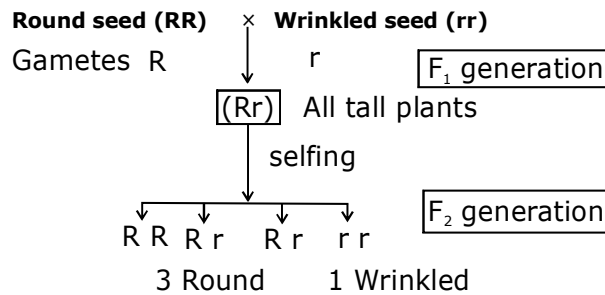 Round seed (RR) × Wrinkled seed (rr)
Gametes R r
F₁ generation
(Rr) All tall plants
selfing
F₂ generation
R R R r R r r r
3 Round 1 Wrinkled